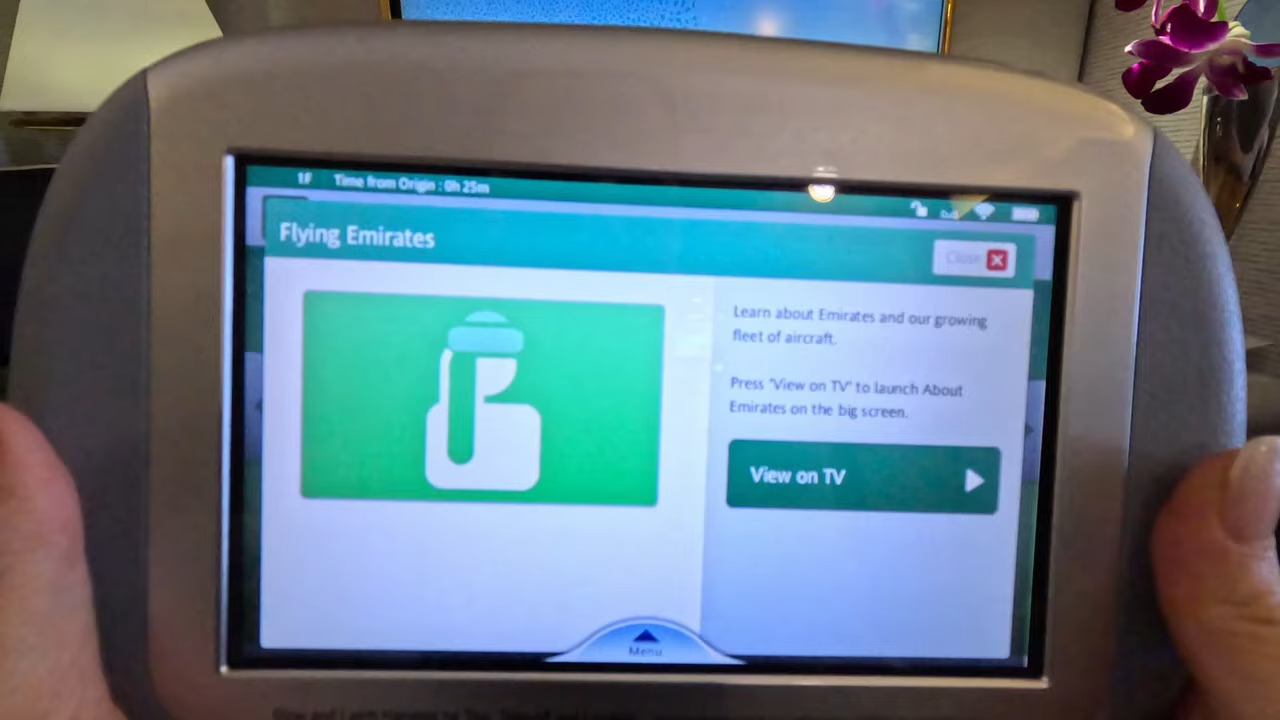 1F Time from Origin : 0h 25m
Flying Emirates
Close
Learn about Emirates and our growing
fleet of aircraft.
Press "View on TV" to launch About
Emirates on the big screen.
View on TV
Menu